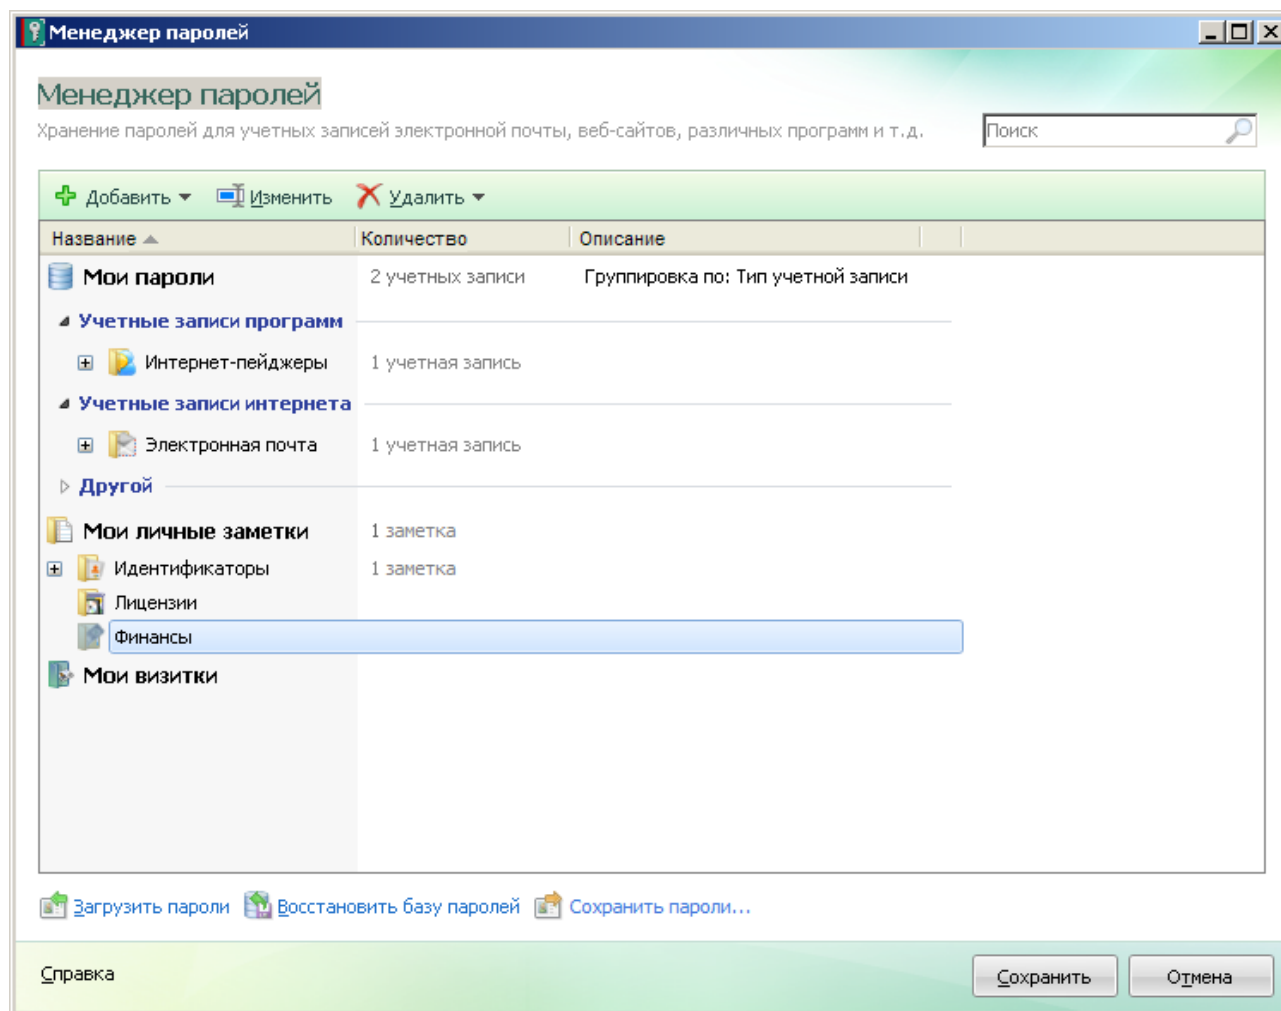 Менеджер паролей
Менеджер паролей
Хранение паролей для учетных записей электронной почты, веб-сайтов, различных программ и т.д. Поиск
Добавить Изменить Удалить
Название Количество Описание
Мои пароли 2 учетных записи Группировка по: Тип учетной записи
Учетные записи программ
Интернет-пейджеры 1 учетная запись
Учетные записи интернета
Электронная почта 1 учетная запись
Другой
Мои личные заметки 1 заметка
Идентификаторы 1 заметка
Лицензии
Финансы
Мои визитки
Загрузить пароли Восстановить базу паролей Сохранить пароли...
Справка Сохранить Отмена